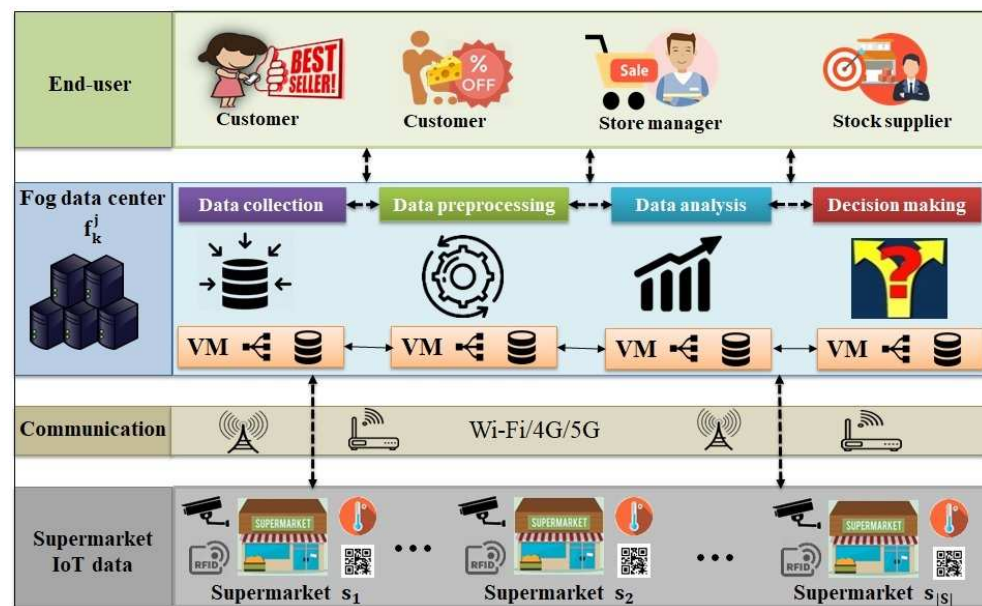 End-user
BEST
SELLER!
Customer
%
OFF
Customer
Sale
Store manager
Stock supplier
Fog data center
f_k^j
Data collection
Data preprocessing
Data analysis
Decision making
?
VM
VM
VM
VM
Communication
Wi-Fi/4G/5G
Supermarket
IoT data
SUPERMARKET
RFID
Supermarket s₁
...
SUPERMARKET
RFID
Supermarket s₂
...
SUPERMARKET
RFID
Supermarket s|S|